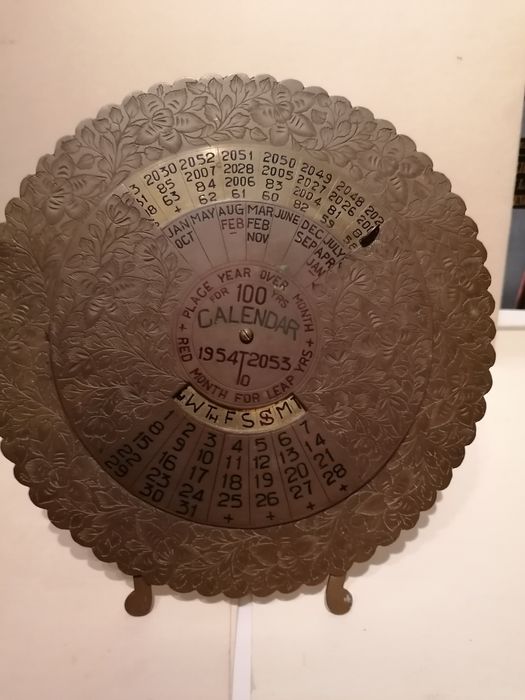 2030 2052 2051 2050 2049 2048
85 2007 2028 2005 2027 2026
63 84 2006 83 2004 81
+ 62 61 60 82 59
JAN MAY AUG MAR JUNE DEC JULY
OCT FEB FEB SEP APR
NOV JAN
+ PLACE YEAR OVER MONTH +
FOR 100 YRS
CALENDAR
1954 TO 2053
RED MONTH FOR LEAP YRS
W TH F S S M
1 2 3 4 5 6 7
8 9 10 11 12 13 14
15 16 17 18 19 20 21
22 23 24 25 26 27 28
29 30 31 + + + +